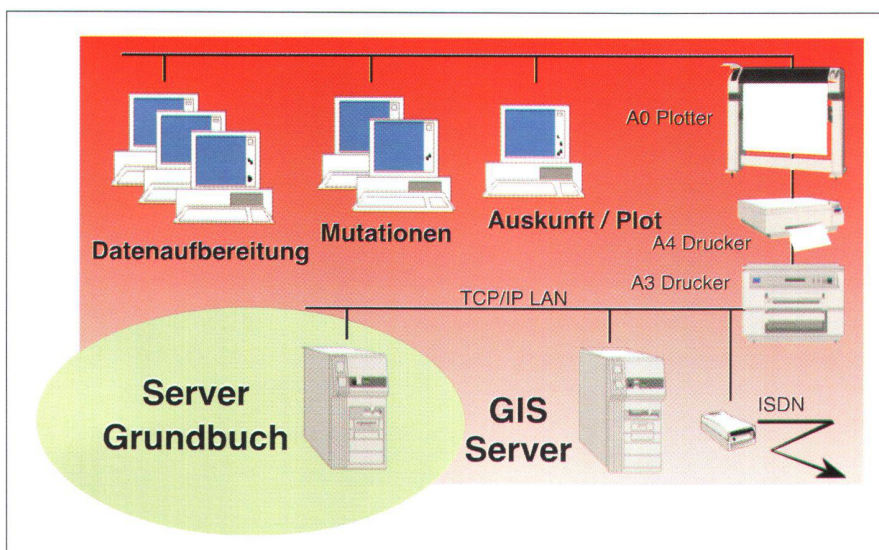 A0 Plotter
Datenaufbereitung
Mutationen
Auskunft / Plot
A4 Drucker
A3 Drucker
TCP/IP LAN
Server
Grundbuch
GIS
Server
ISDN